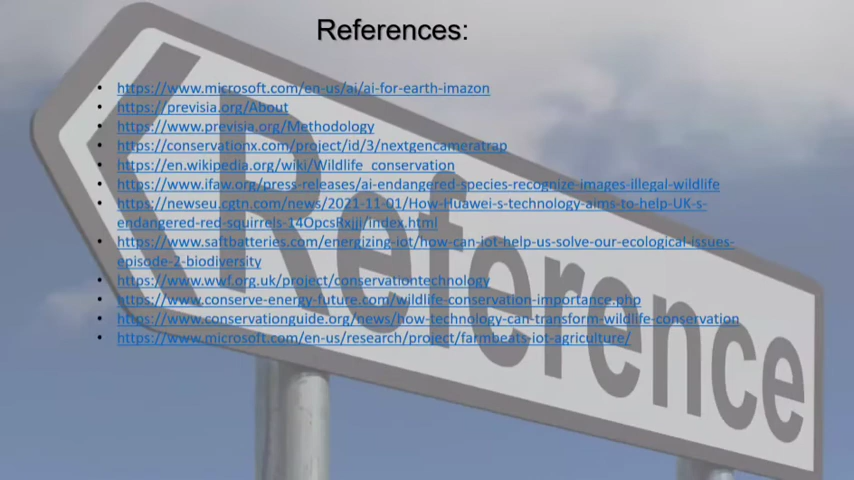 References:
• https://www.microsoft.com/en-us/ai/ai-for-earth-imazon
• https://previsia.org/About
• https://www.previsia.org/Methodology
• https://conservationx.com/project/id/3/nextgencameratrap
• https://en.wikipedia.org/wiki/Wildlife_conservation
• https://www.ifaw.org/press-releases/ai-endangered-species-recognize-images-illegal-wildlife
• https://newseu.cgtn.com/news/2021-11-01/How-Huawei-s-technology-aims-to-help-UK-s-
endangered-red-squirrels-14OpcsRxjji/index.html
• https://www.saftbatteries.com/energizing-iot/how-can-iot-help-us-solve-our-ecological-issues-
episode-2-biodiversity
• https://www.wwf.org.uk/project/conservationtechnology
• https://www.conserve-energy-future.com/wildlife-conservation-importance.php
• https://www.conservationguide.org/news/how-technology-can-transform-wildlife-conservation
• https://www.microsoft.com/en-us/research/project/farmbeats-iot-agriculture/
Reference